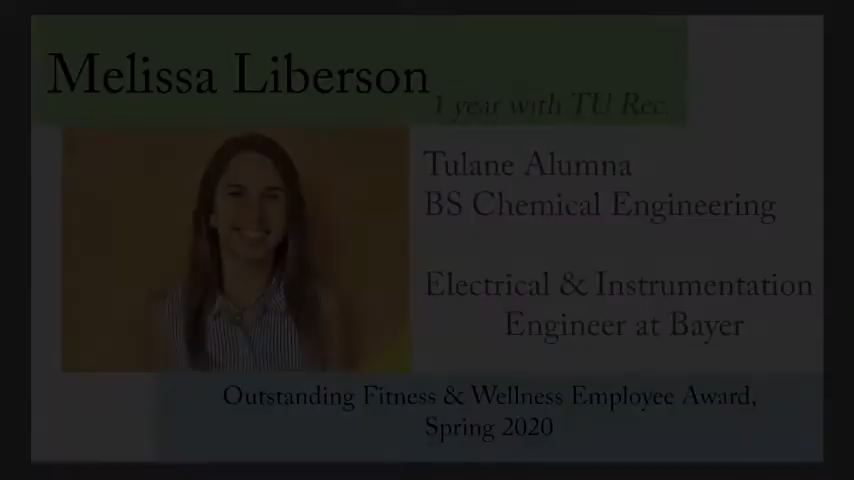 Melissa Liberson
1 year with TU Rec
Tulane Alumna
BS Chemical Engineering
Electrical & Instrumentation
Engineer at Bayer
Outstanding Fitness & Wellness Employee Award,
Spring 2020